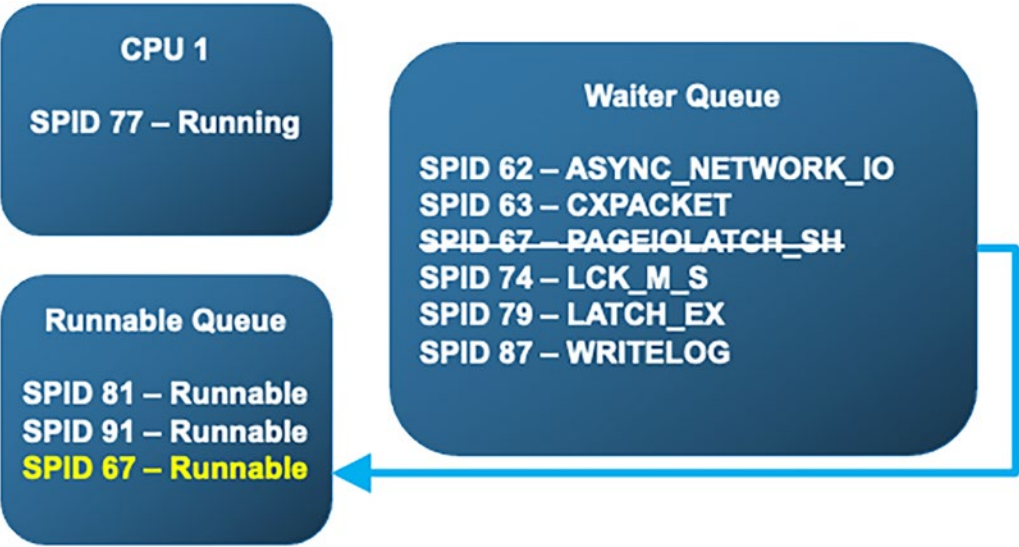 CPU 1
SPID 77 – Running
Runnable Queue
SPID 81 – Runnable
SPID 91 – Runnable
SPID 67 – Runnable
Waiter Queue
SPID 62 – ASYNC_NETWORK_IO
SPID 63 – CXPACKET
SPID 67 – PAGEIOLATCH_SH
SPID 74 – LCK_M_S
SPID 79 – LATCH_EX
SPID 87 – WRITELOG